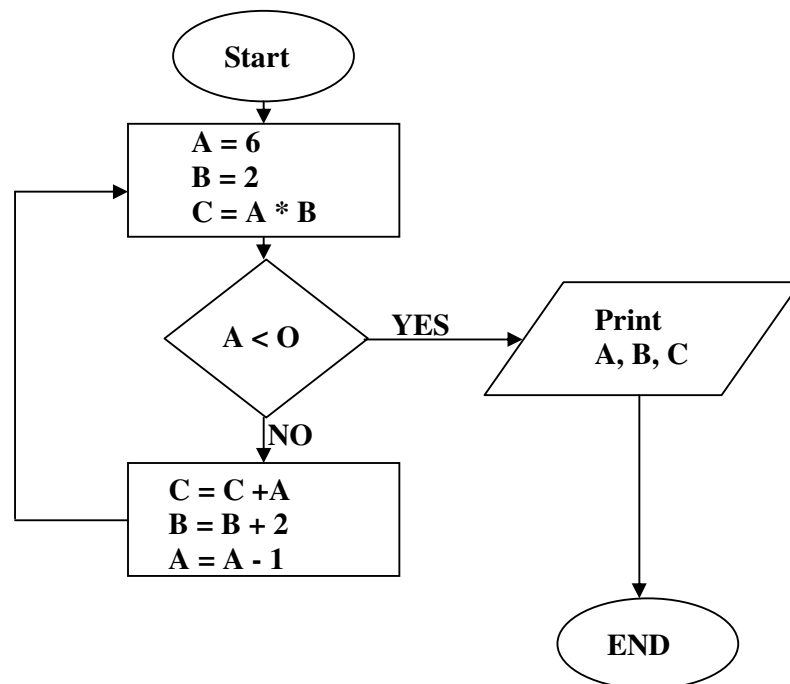 Start
A = 6
B = 2
C = A * B
A < O
YES
Print
A, B, C
NO
C = C +A
B = B + 2
A = A - 1
END